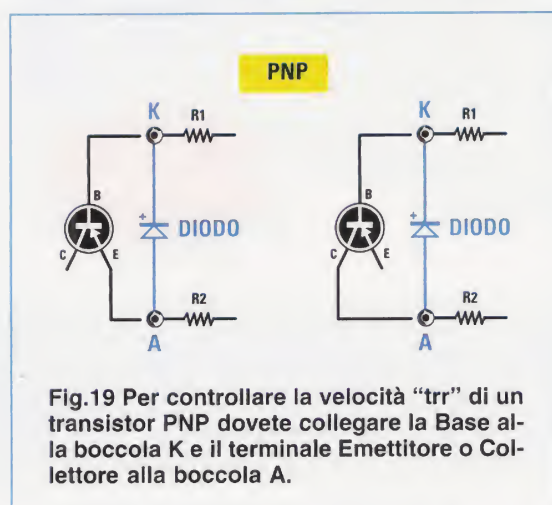 PNP
K R1
B
+ DIODO
C E
R2
A
K R1
B
+ DIODO
C E
R2
A
Fig.19 Per controllare la velocità “trr” di un
transistor PNP dovete collegare la Base al-
la boccola K e il terminale Emettitore o Col-
lettore alla boccola A.